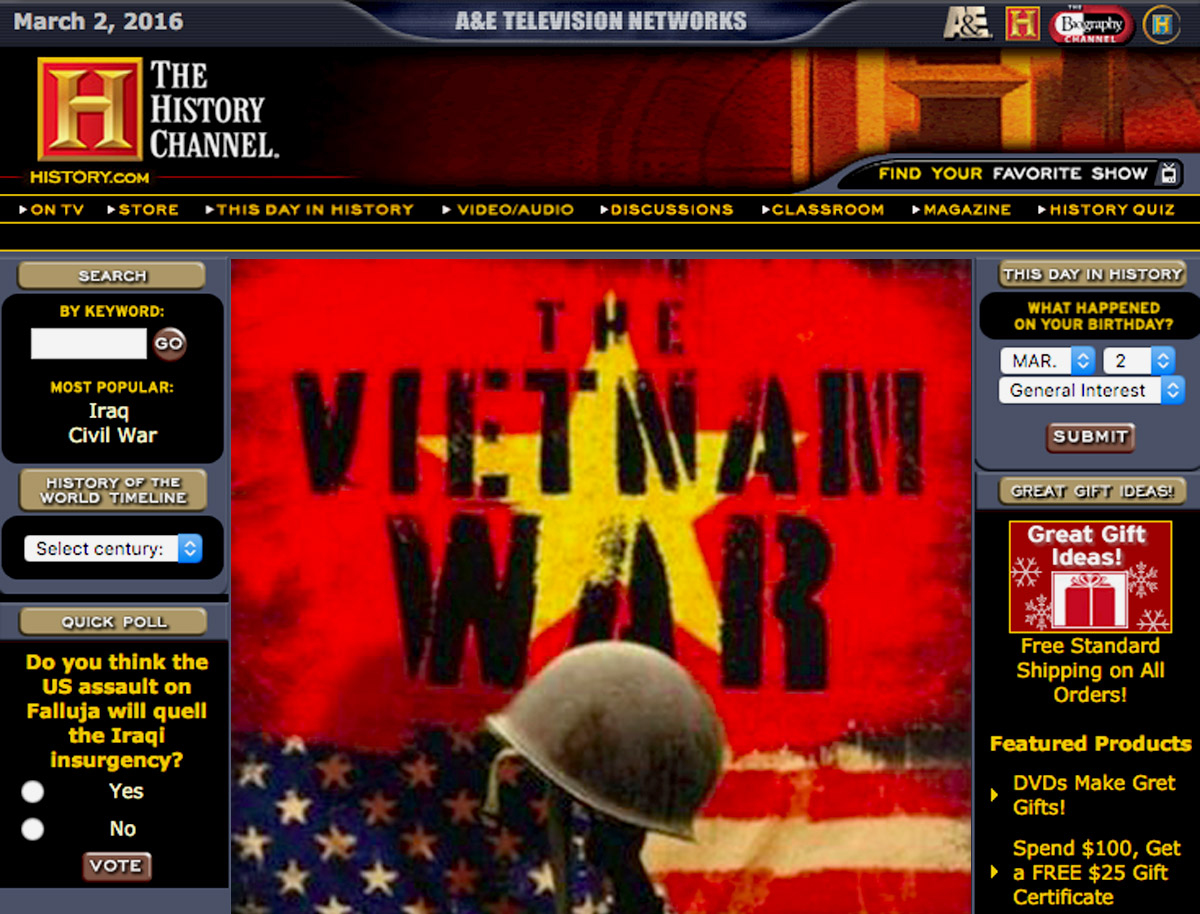 March 2, 2016
A&E TELEVISION NETWORKS
A&E
H
THE
Biography
CHANNEL
H
H
THE
HISTORY
CHANNEL.
HISTORY.COM
FIND YOUR FAVORITE SHOW
ON TV
STORE
THIS DAY IN HISTORY
VIDEO/AUDIO
DISCUSSIONS
CLASSROOM
MAGAZINE
HISTORY QUIZ
SEARCH
BY KEYWORD:
GO
MOST POPULAR:
Iraq
Civil War
HISTORY OF THE
WORLD TIMELINE
Select century:
QUICK POLL
Do you think the
US assault on
Falluja will quell
the Iraqi
insurgency?
Yes
No
VOTE
THE
VIETNAM
WAR
THIS DAY IN HISTORY
WHAT HAPPENED
ON YOUR BIRTHDAY?
MAR. 2
General Interest
SUBMIT
GREAT GIFT IDEAS!
Great Gift
Ideas!
Free Standard
Shipping on All
Orders!
Featured Products
DVDs Make Gret
Gifts!
Spend $100, Get
a FREE $25 Gift
Certificate